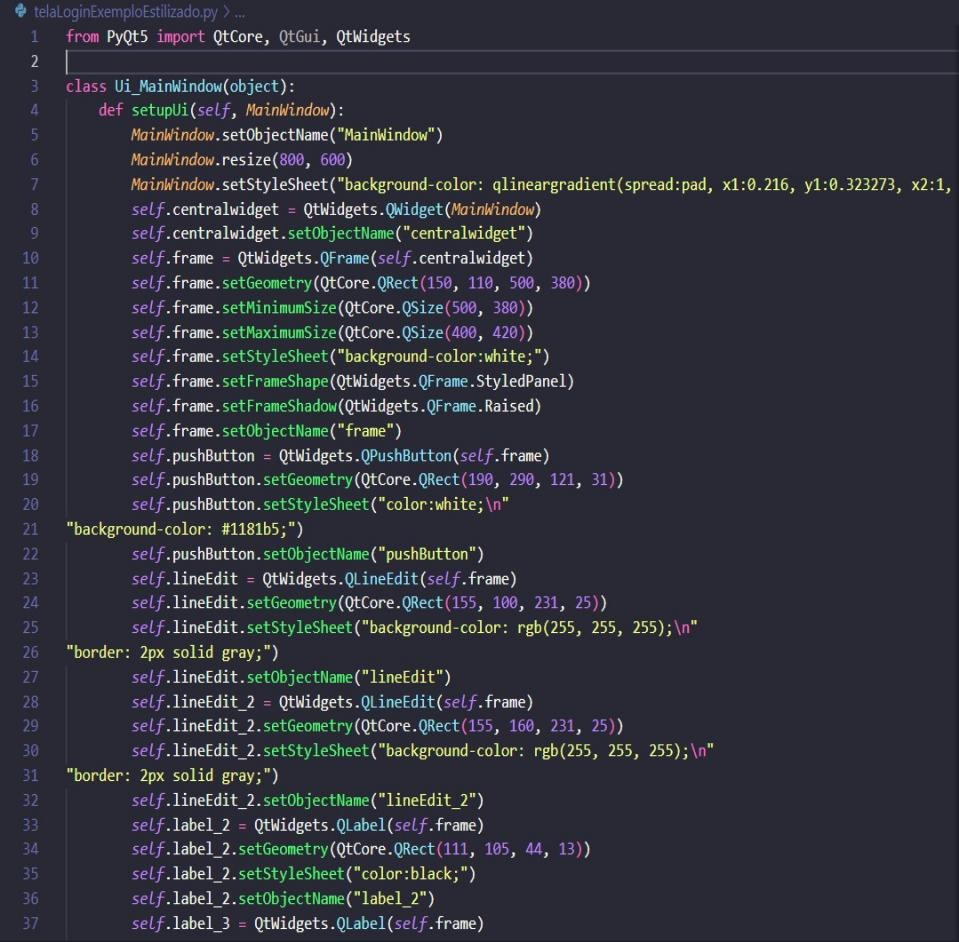 telaLoginExemploEstilizado.py > ...
1 from PyQt5 import QtCore, QtGui, QtWidgets
2
3 class Ui_MainWindow(object):
4     def setupUi(self, MainWindow):
5         MainWindow.setObjectName("MainWindow")
6         MainWindow.resize(800, 600)
7         MainWindow.setStyleSheet("background-color: qlineargradient(spread:pad, x1:0.216, y1:0.323273, x2:1,
8         self.centralwidget = QtWidgets.QWidget(MainWindow)
9         self.centralwidget.setObjectName("centralwidget")
10         self.frame = QtWidgets.QFrame(self.centralwidget)
11         self.frame.setGeometry(QtCore.QRect(150, 110, 500, 380))
12         self.frame.setMinimumSize(QtCore.QSize(500, 380))
13         self.frame.setMaximumSize(QtCore.QSize(400, 420))
14         self.frame.setStyleSheet("background-color:white;")
15         self.frame.setFrameShape(QtWidgets.QFrame.StyledPanel)
16         self.frame.setFrameShadow(QtWidgets.QFrame.Raised)
17         self.frame.setObjectName("frame")
18         self.pushButton = QtWidgets.QPushButton(self.frame)
19         self.pushButton.setGeometry(QtCore.QRect(190, 290, 121, 31))
20         self.pushButton.setStyleSheet("color:white;\n"
21 "background-color: #1181b5;")
22         self.pushButton.setObjectName("pushButton")
23         self.lineEdit = QtWidgets.QLineEdit(self.frame)
24         self.lineEdit.setGeometry(QtCore.QRect(155, 100, 231, 25))
25         self.lineEdit.setStyleSheet("background-color: rgb(255, 255, 255);\n"
26 "border: 2px solid gray;")
27         self.lineEdit.setObjectName("lineEdit")
28         self.lineEdit_2 = QtWidgets.QLineEdit(self.frame)
29         self.lineEdit_2.setGeometry(QtCore.QRect(155, 160, 231, 25))
30         self.lineEdit_2.setStyleSheet("background-color: rgb(255, 255, 255);\n"
31 "border: 2px solid gray;")
32         self.lineEdit_2.setObjectName("lineEdit_2")
33         self.label_2 = QtWidgets.QLabel(self.frame)
34         self.label_2.setGeometry(QtCore.QRect(111, 105, 44, 13))
35         self.label_2.setStyleSheet("color:black;")
36         self.label_2.setObjectName("label_2")
37         self.label_3 = QtWidgets.QLabel(self.frame)